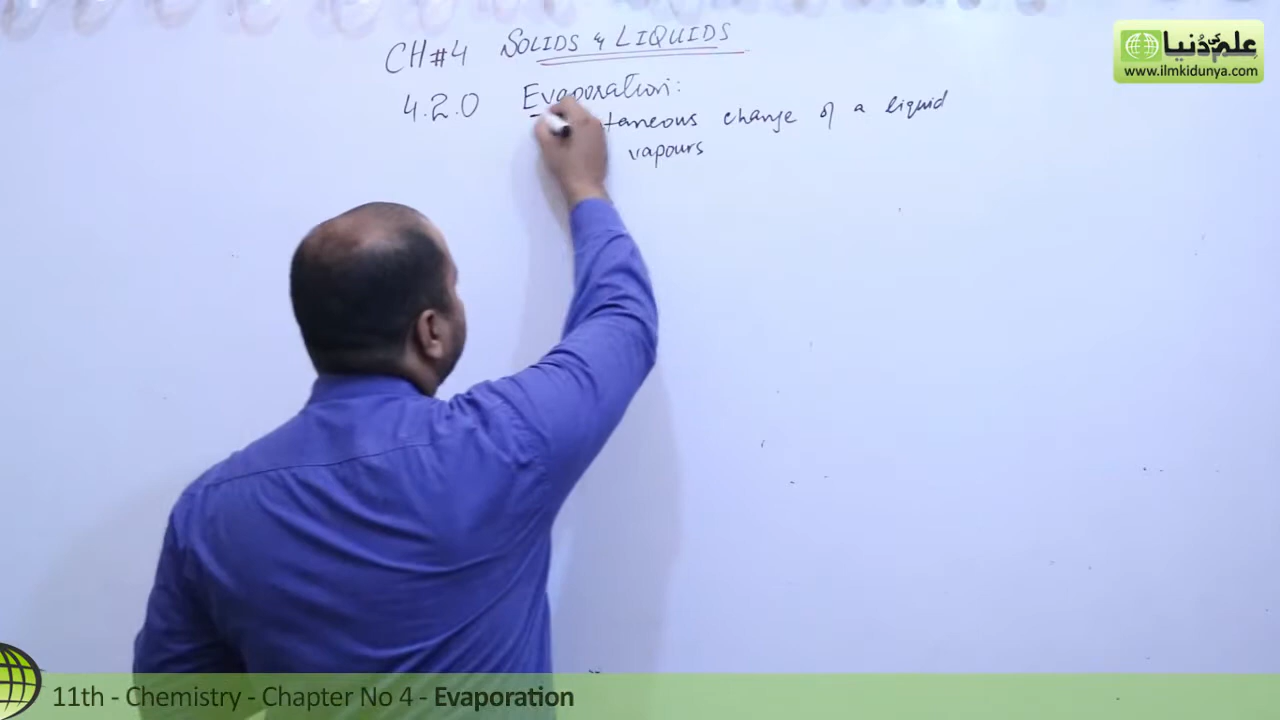 CH#4 SOLIDS & LIQUIDS
4.2.0 Evaporation:
taneous change of a liquid
vapours
علم کی دُنیا
www.ilmkidunya.com
11th - Chemistry - Chapter No 4 - Evaporation